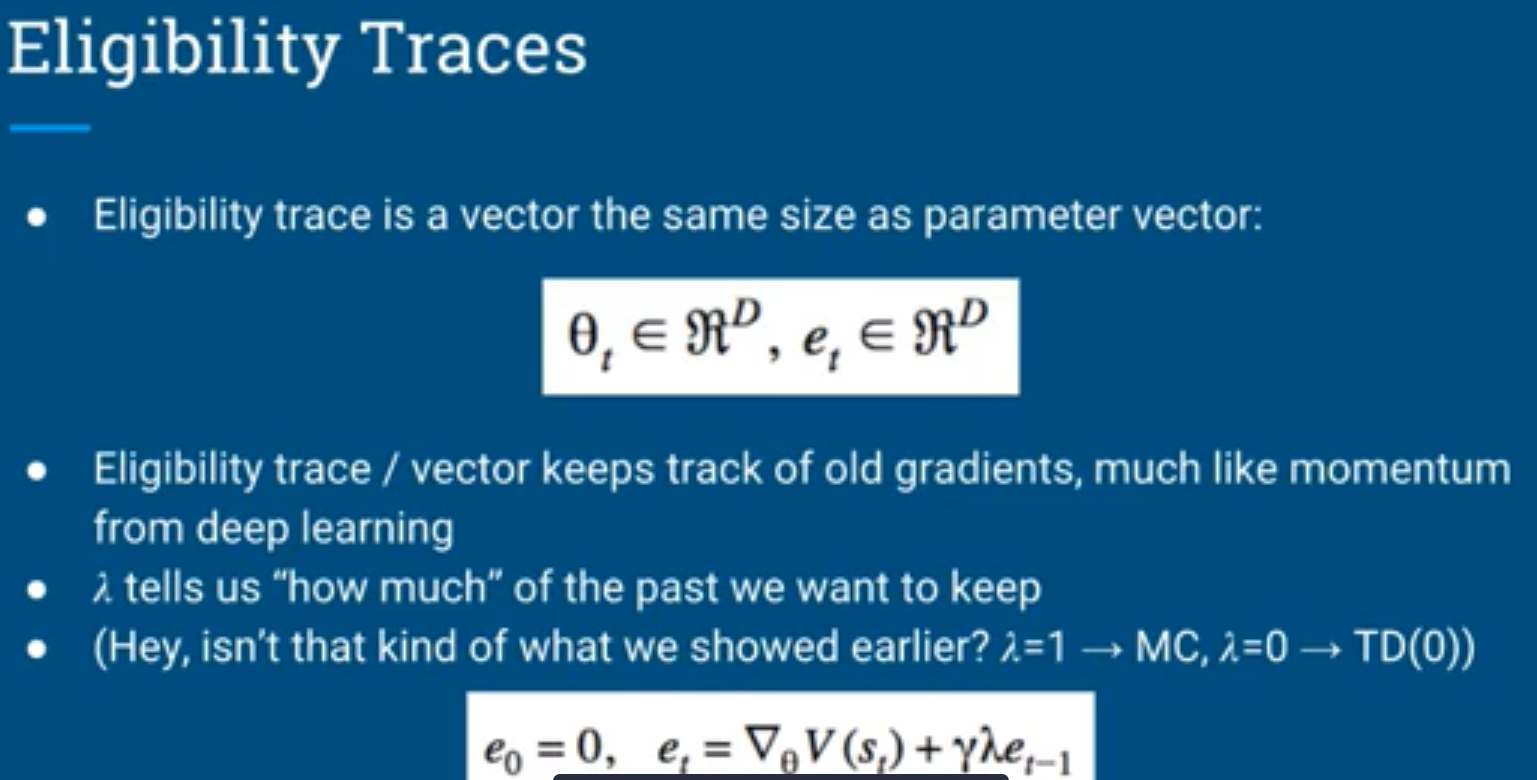 Eligibility Traces
● Eligibility trace is a vector the same size as parameter vector:
θ_t ∈ ℜ^D, e_t ∈ ℜ^D
● Eligibility trace / vector keeps track of old gradients, much like momentum
from deep learning
● λ tells us “how much” of the past we want to keep
● (Hey, isn’t that kind of what we showed earlier? λ=1 → MC, λ=0 → TD(0))
e_0 = 0, e_t = ∇_θV(s_t) + γλe_{t−1}